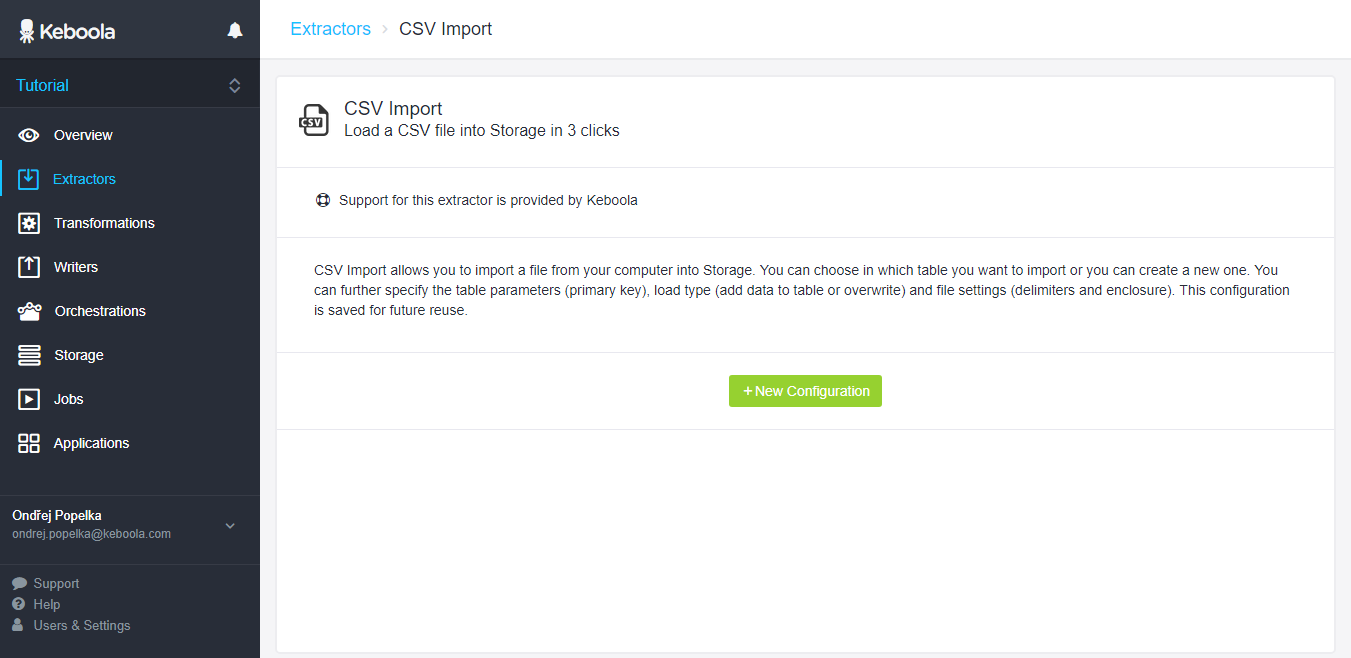 Keboola
Tutorial
Overview
Extractors
Transformations
Writers
Orchestrations
Storage
Jobs
Applications
Ondřej Popelka
ondrej.popelka@keboola.com
Support
Help
Users & Settings
Extractors › CSV Import
CSV
CSV Import
Load a CSV file into Storage in 3 clicks
Support for this extractor is provided by Keboola
CSV Import allows you to import a file from your computer into Storage. You can choose in which table you want to import or you can create a new one. You
can further specify the table parameters (primary key), load type (add data to table or overwrite) and file settings (delimiters and enclosure). This configuration
is saved for future reuse.
+ New Configuration